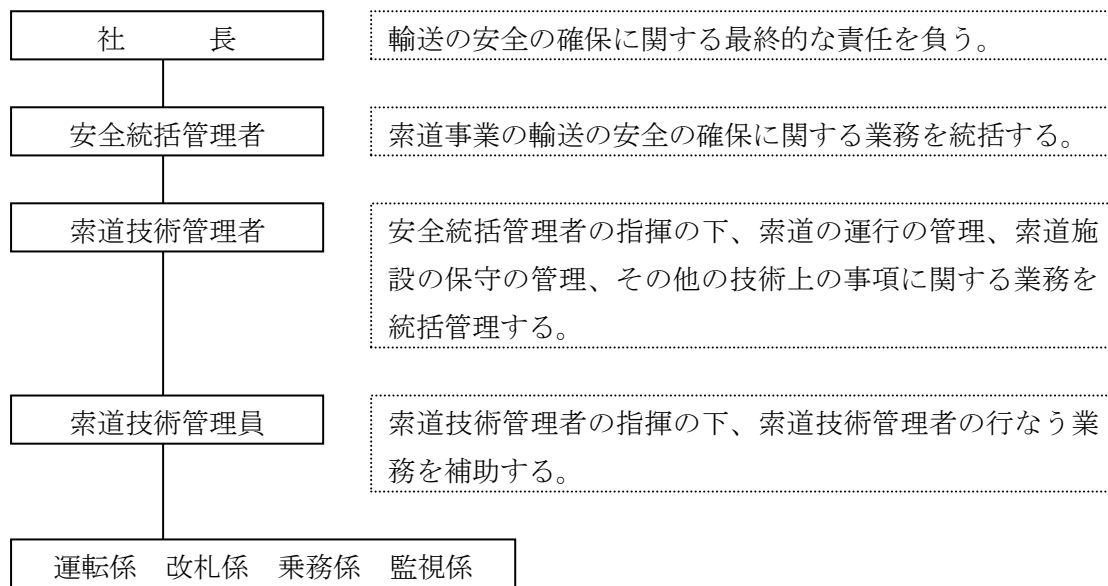 社　　長
輸送の安全の確保に関する最終的な責任を負う。
安全統括管理者
索道事業の輸送の安全の確保に関する業務を統括する。
索道技術管理者
安全統括管理者の指揮の下、索道の運行の管理、索道施
設の保守の管理、その他の技術上の事項に関する業務を
統括管理する。
索道技術管理員
索道技術管理者の指揮の下、索道技術管理者の行なう業
務を補助する。
運転係　改札係　乗務係　監視係